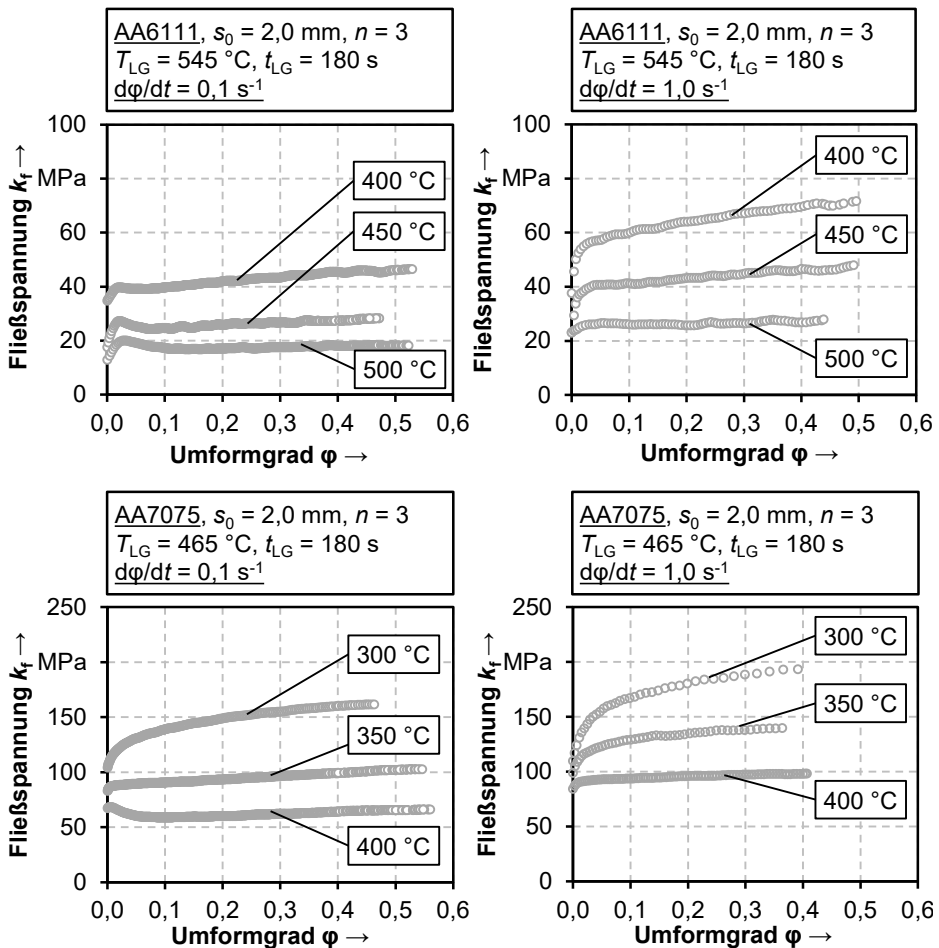 AA6111, s0 = 2,0 mm, n = 3
TLG = 545 °C, tLG = 180 s
dφ/dt = 0,1 s-1
100
MPa
60
40
20
0
Fließspannung kf →
400 °C
450 °C
500 °C
0,0 0,1 0,2 0,3 0,4 0,5 0,6
Umformgrad φ →
AA6111, s0 = 2,0 mm, n = 3
TLG = 545 °C, tLG = 180 s
dφ/dt = 1,0 s-1
100
MPa
60
40
20
0
Fließspannung kf →
400 °C
450 °C
500 °C
0,0 0,1 0,2 0,3 0,4 0,5 0,6
Umformgrad φ →
AA7075, s0 = 2,0 mm, n = 3
TLG = 465 °C, tLG = 180 s
dφ/dt = 0,1 s-1
250
MPa
150
100
50
0
Fließspannung kf →
300 °C
350 °C
400 °C
0,0 0,1 0,2 0,3 0,4 0,5 0,6
Umformgrad φ →
AA7075, s0 = 2,0 mm, n = 3
TLG = 465 °C, tLG = 180 s
dφ/dt = 1,0 s-1
250
MPa
150
100
50
0
Fließspannung kf →
300 °C
350 °C
400 °C
0,0 0,1 0,2 0,3 0,4 0,5 0,6
Umformgrad φ →